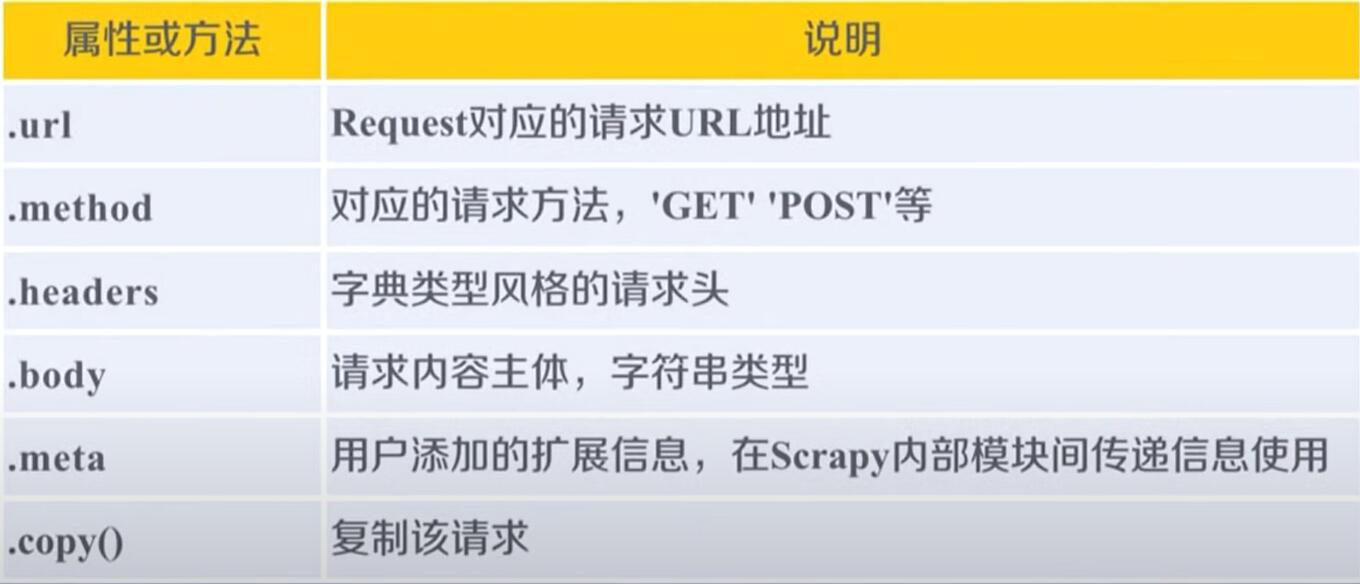 属性或方法 说明
.url Request对应的请求URL地址
.method 对应的请求方法，'GET' 'POST'等
.headers 字典类型风格的请求头
.body 请求内容主体，字符串类型
.meta 用户添加的扩展信息，在Scrapy内部模块间传递信息使用
.copy() 复制该请求